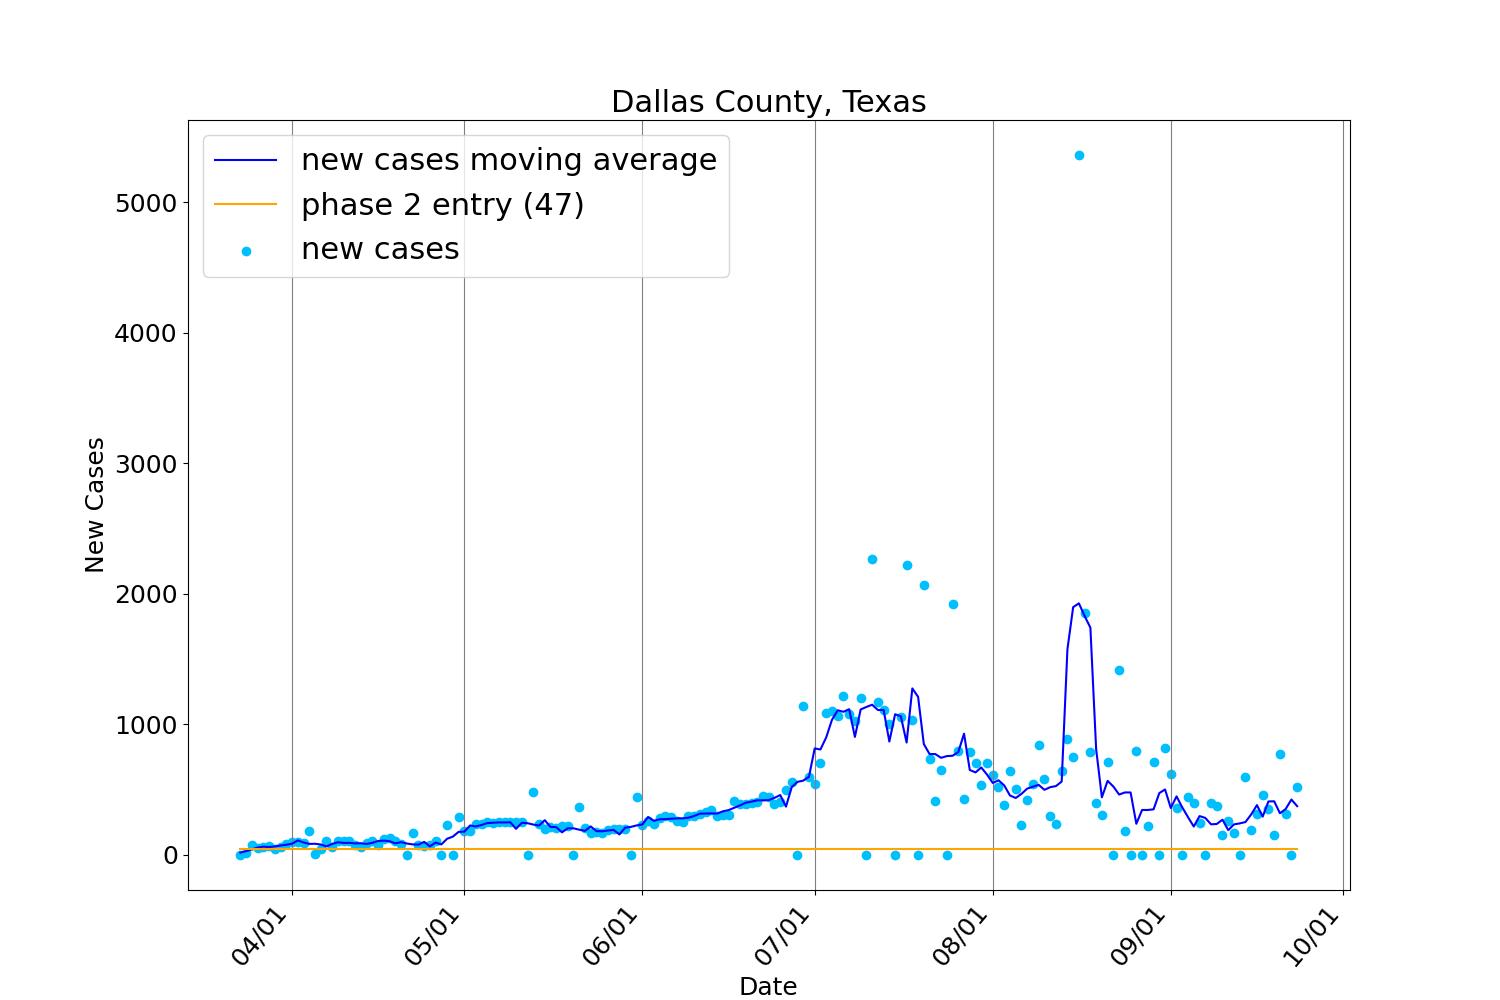 Dallas County, Texas
new cases moving average
phase 2 entry (47)
new cases
5000
4000
3000
2000
1000
0
New Cases
04/01
05/01
06/01
07/01
08/01
09/01
10/01
Date